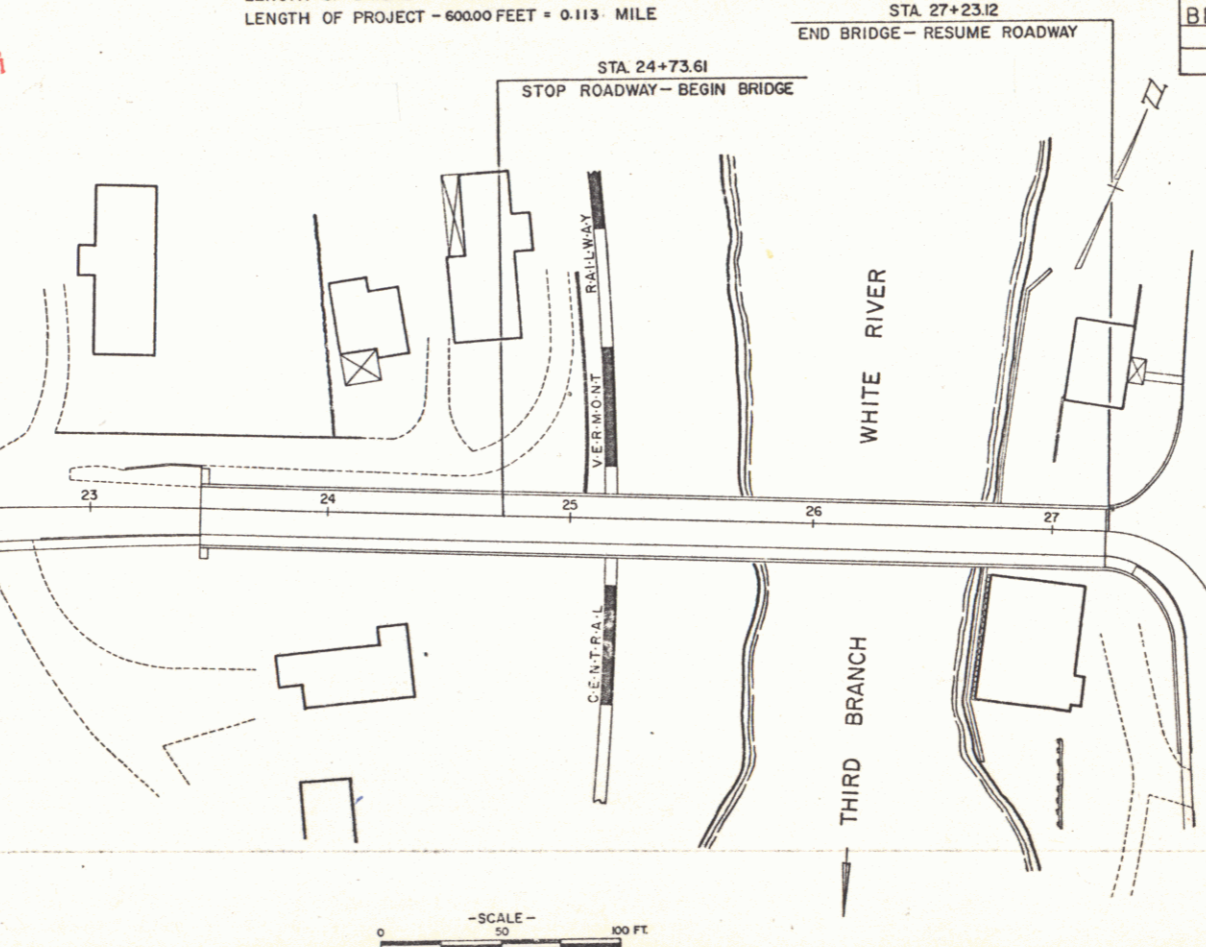 LENGTH OF PROJECT - 600.00 FEET = 0.113 MILE
STA. 27+23.12
END BRIDGE - RESUME ROADWAY
STA. 24+73.61
STOP ROADWAY - BEGIN BRIDGE
N
RAILWAY
VERMONT
CENTRAL
WHITE RIVER
23
24
25
26
27
THIRD BRANCH
-SCALE-
0 50 100 FT.